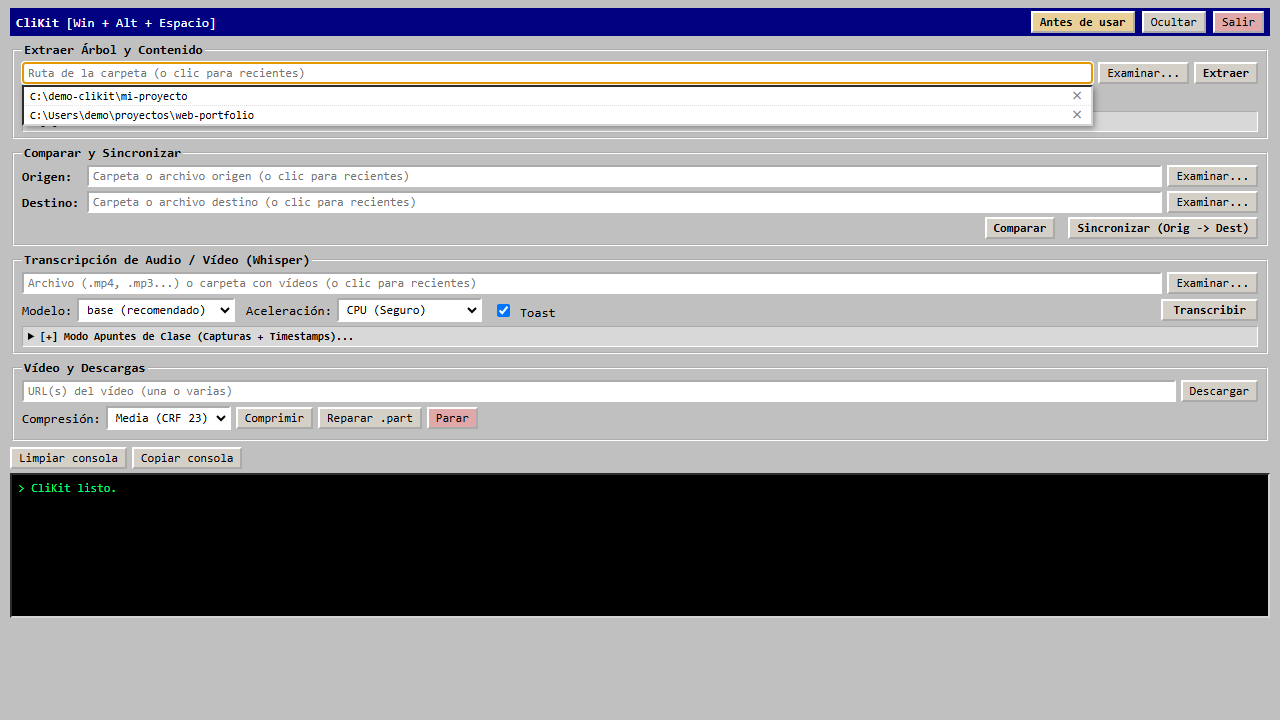 CliKit [Win + Alt + Espacio]
Antes de usar
Ocultar
Salir
Extraer Árbol y Contenido
Ruta de la carpeta (o clic para recientes)
Examinar...
Extraer
C:\demo-clikit\mi-proyecto ×
C:\Users\demo\proyectos\web-portfolio ×
Comparar y Sincronizar
Origen:
Carpeta o archivo origen (o clic para recientes)
Examinar...
Destino:
Carpeta o archivo destino (o clic para recientes)
Examinar...
Comparar
Sincronizar (Orig -> Dest)
Transcripción de Audio / Vídeo (Whisper)
Archivo (.mp4, .mp3...) o carpeta con vídeos (o clic para recientes)
Examinar...
Modelo:
base (recomendado)
Aceleración:
CPU (Seguro)
Toast
Transcribir
[+] Modo Apuntes de Clase (Capturas + Timestamps)...
Vídeo y Descargas
URL(s) del vídeo (una o varias)
Descargar
Compresión:
Media (CRF 23)
Comprimir
Reparar .part
Parar
Limpiar consola
Copiar consola
> CliKit listo.